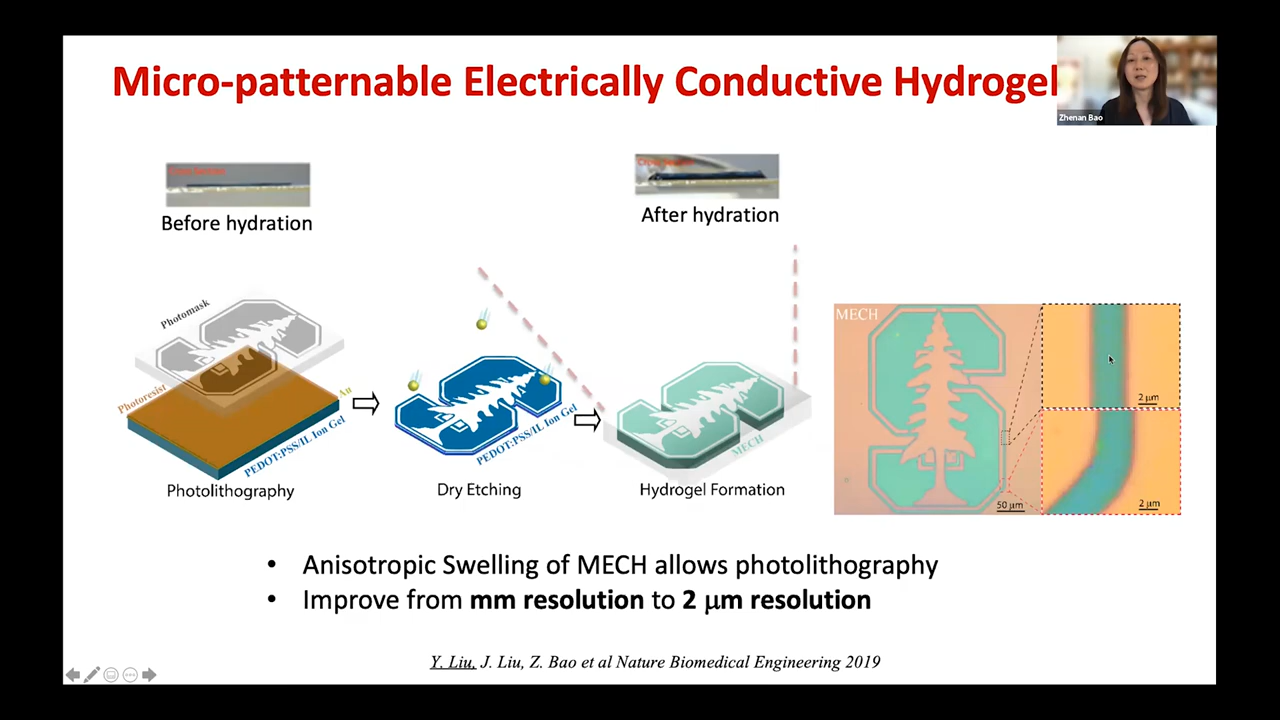 Micro-patternable Electrically Conductive Hydrogel
Zhenan Bao
Before hydration
After hydration
Photomask
Photoresist
Au
PEDOT:PSS/IL Ion Gel
Photolithography
PEDOT:PSS/IL Ion Gel
Dry Etching
MECH
Hydrogel Formation
MECH
50 μm
2 μm
2 μm
• Anisotropic Swelling of MECH allows photolithography
• Improve from mm resolution to 2 μm resolution
Y. Liu, J. Liu, Z. Bao et al Nature Biomedical Engineering 2019